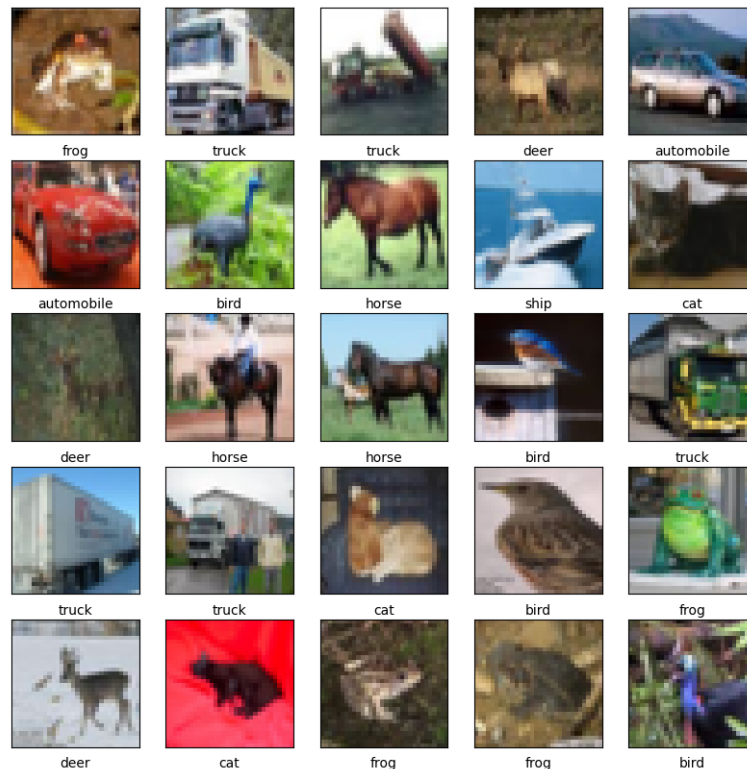 frog truck truck deer automobile
automobile bird horse ship cat
deer horse horse bird truck
truck truck cat bird frog
deer cat frog frog bird